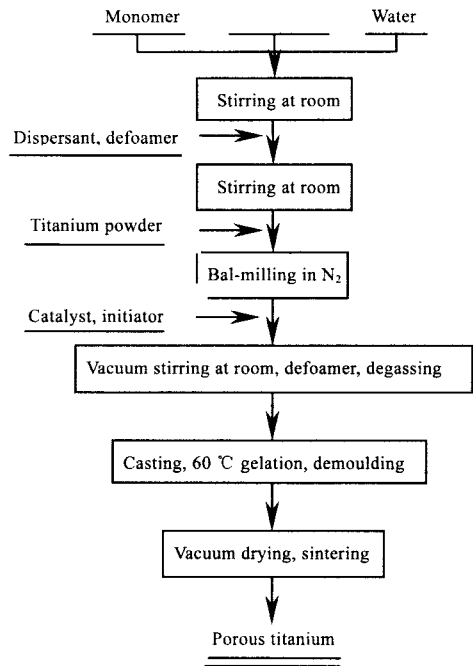 Monomer
Water
Stirring at room
Dispersant, defoamer
Stirring at room
Titanium powder
Bal-milling in N₂
Catalyst, initiator
Vacuum stirring at room, defoamer, degassing
Casting, 60 ℃ gelation, demoulding
Vacuum drying, sintering
Porous titanium